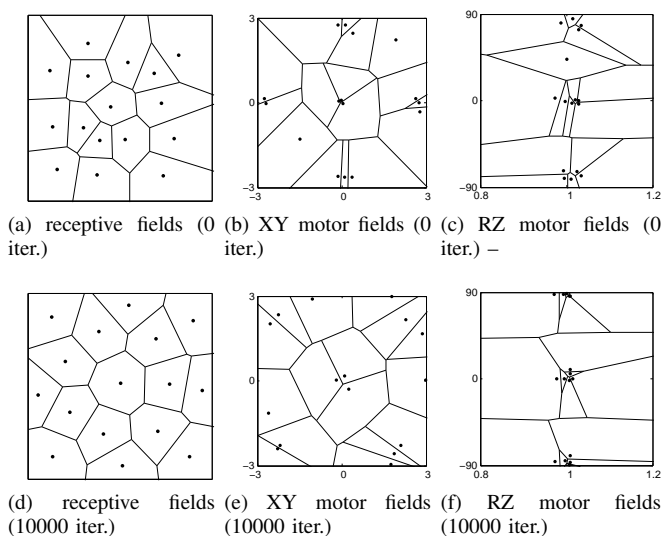 3
0
−3
−3
0
3
90
0
−90
0.8
1
1.2
(a) receptive fields (0
iter.)
(b) XY motor fields (0
iter.)
(c) RZ motor fields (0
iter.) –
3
0
−3
−3
0
3
90
0
−90
0.8
1
1.2
(d) receptive fields
(10000 iter.)
(e) XY motor fields
(10000 iter.)
(f) RZ motor fields
(10000 iter.)